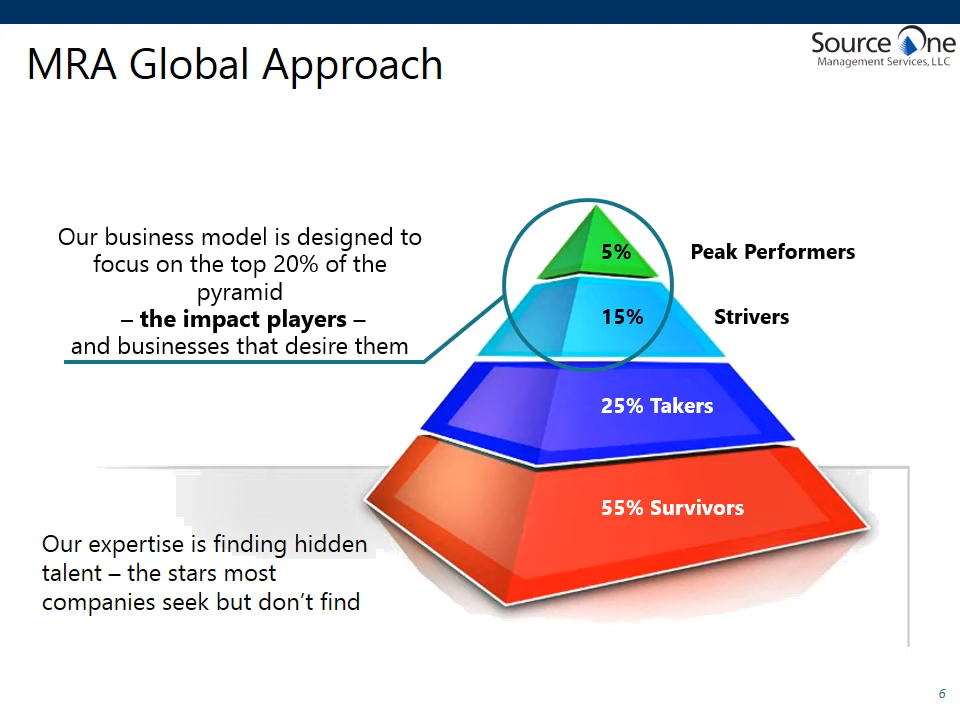 MRA Global Approach
Source One
Management Services, LLC
Our business model is designed to
focus on the top 20% of the
pyramid
– the impact players –
and businesses that desire them
5%
Peak Performers
15%
Strivers
25% Takers
55% Survivors
Our expertise is finding hidden
talent – the stars most
companies seek but don't find
6